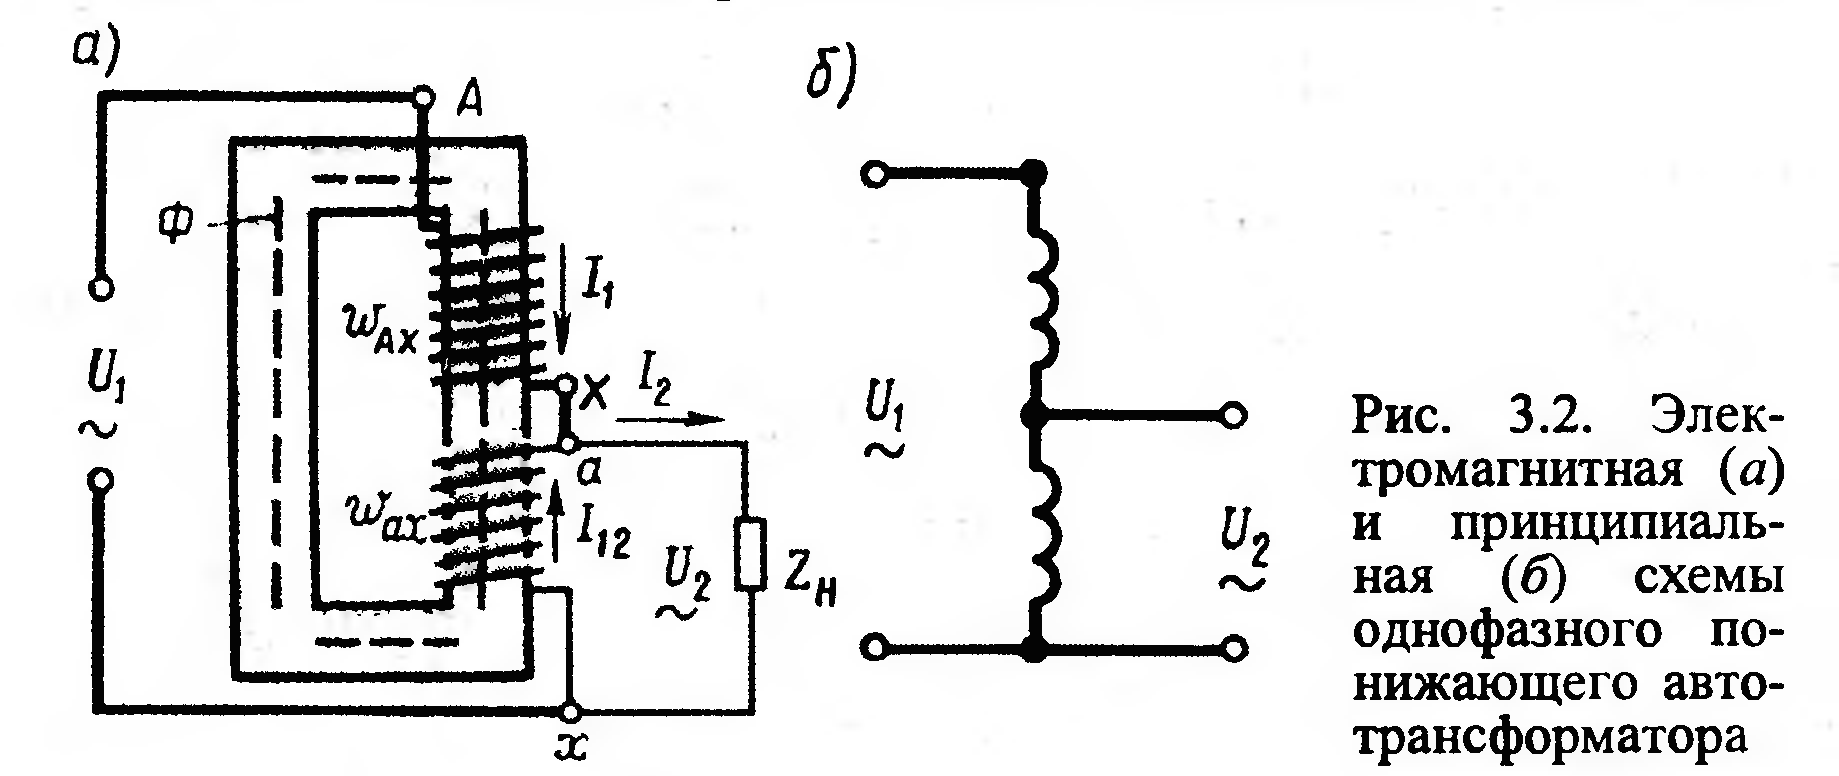 а)
A
Ф
I₁
wAX
U₁
~
X
I₂
a
wax
I₁₂
U₂
~
ZН
x
б)
U₁
~
U₂
~
Рис. 3.2. Элек-
тромагнитная (а)
и принципиаль-
ная (б) схемы
однофазного по-
нижающего авто-
трансформатора